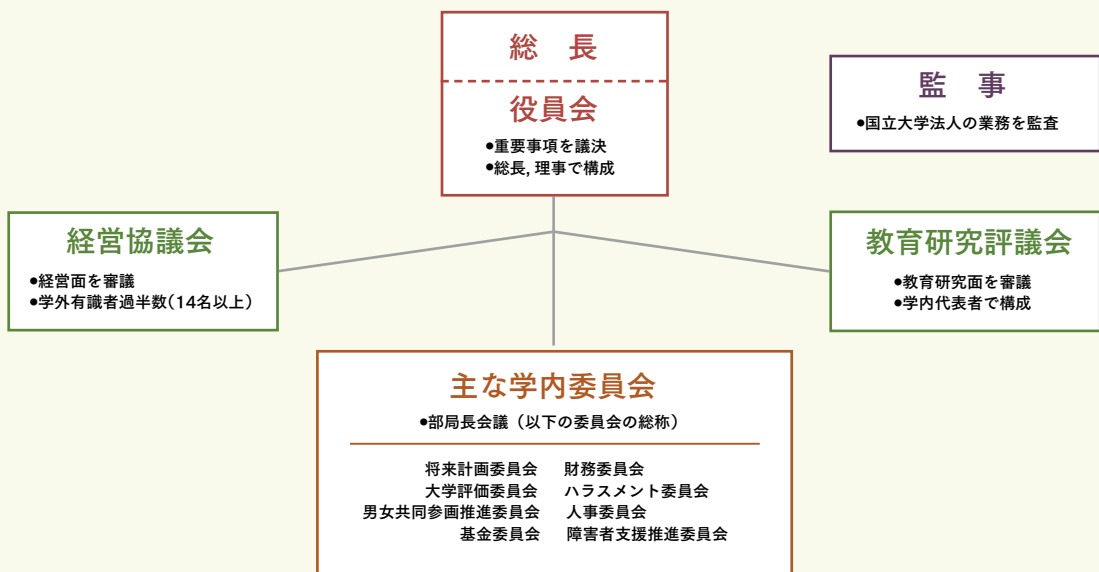 総　長
役員会
●重要事項を議決
●総長, 理事で構成
監　事
●国立大学法人の業務を監査
経営協議会
●経営面を審議
●学外有識者過半数(14名以上)
教育研究評議会
●教育研究面を審議
●学内代表者で構成
主な学内委員会
●部局長会議（以下の委員会の総称）
将来計画委員会　財務委員会
大学評価委員会　ハラスメント委員会
男女共同参画推進委員会　人事委員会
基金委員会　障害者支援推進委員会